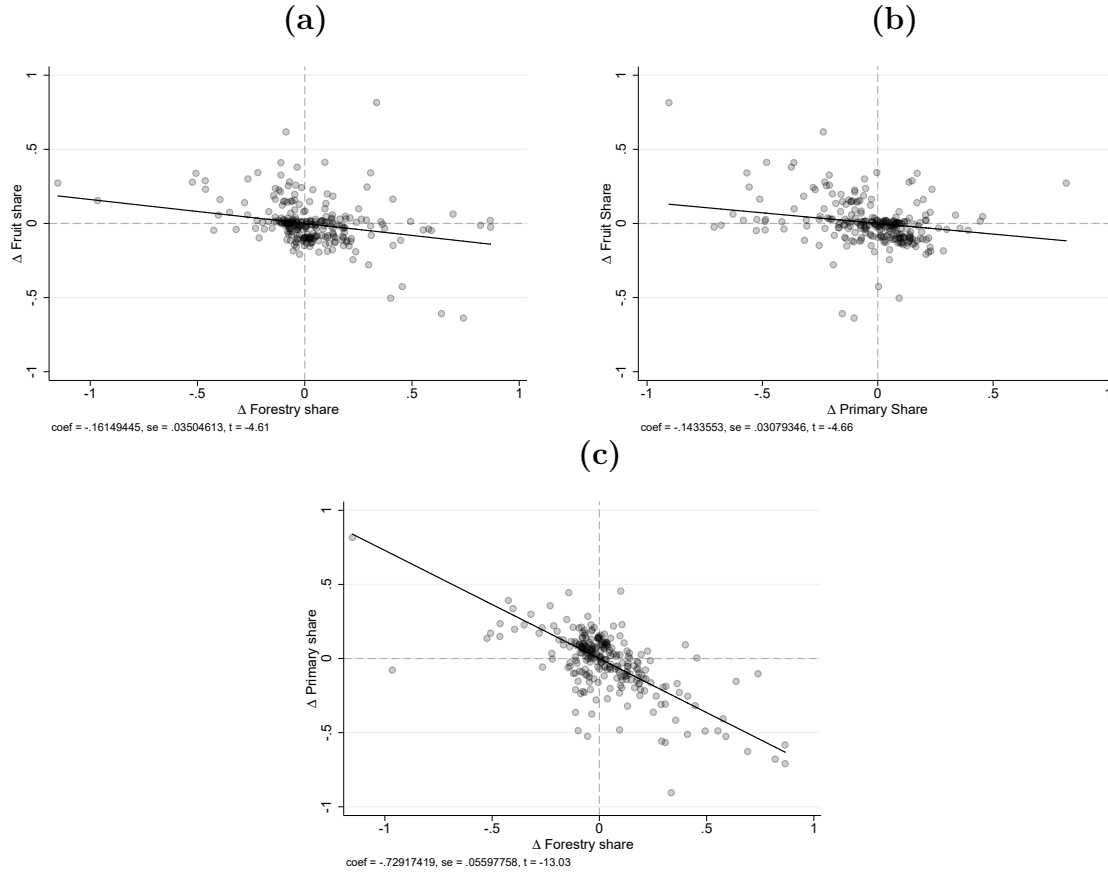 (a)
Δ Fruit share
1
.5
0
-.5
-1
-1
-.5
0
.5
1
Δ Forestry share
coef = -.16149445, se = .03504613, t = -4.61
(b)
Δ Fruit share
1
.5
0
-.5
-1
-1
-.5
0
.5
1
Δ Primary Share
coef = -.1433553, se = .03079346, t = -4.66
(c)
Δ Primary share
1
.5
0
-.5
-1
-1
-.5
0
.5
1
Δ Forestry share
coef = -.72917419, se = .05597758, t = -13.03